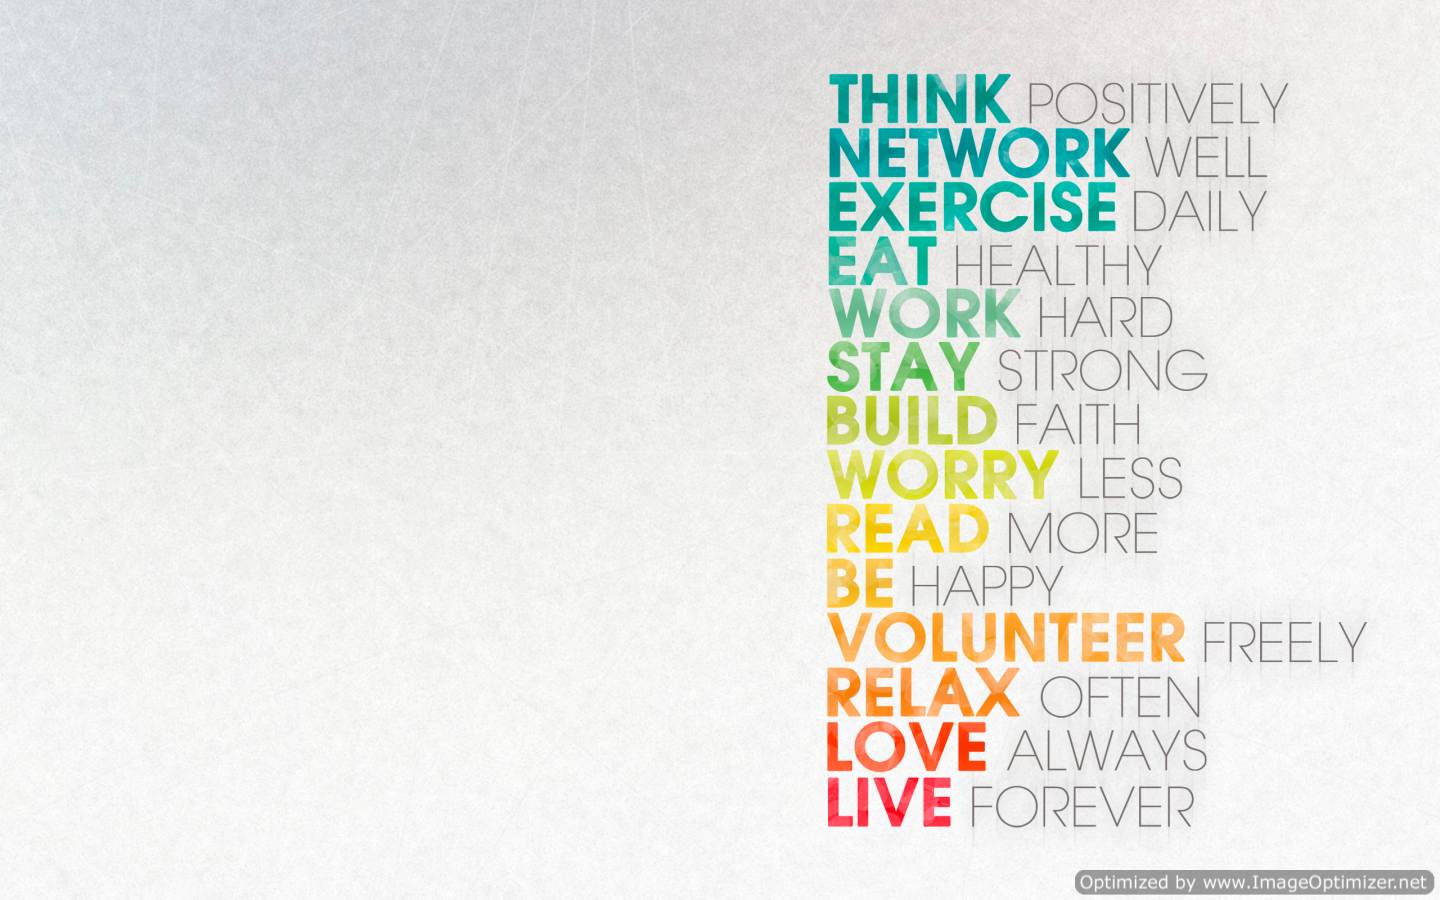 THINK POSITIVELY
NETWORK WELL
EXERCISE DAILY
EAT HEALTHY
WORK HARD
STAY STRONG
BUILD FAITH
WORRY LESS
READ MORE
BE HAPPY
VOLUNTEER FREELY
RELAX OFTEN
LOVE ALWAYS
LIVE FOREVER
Optimized by www.ImageOptimizer.net